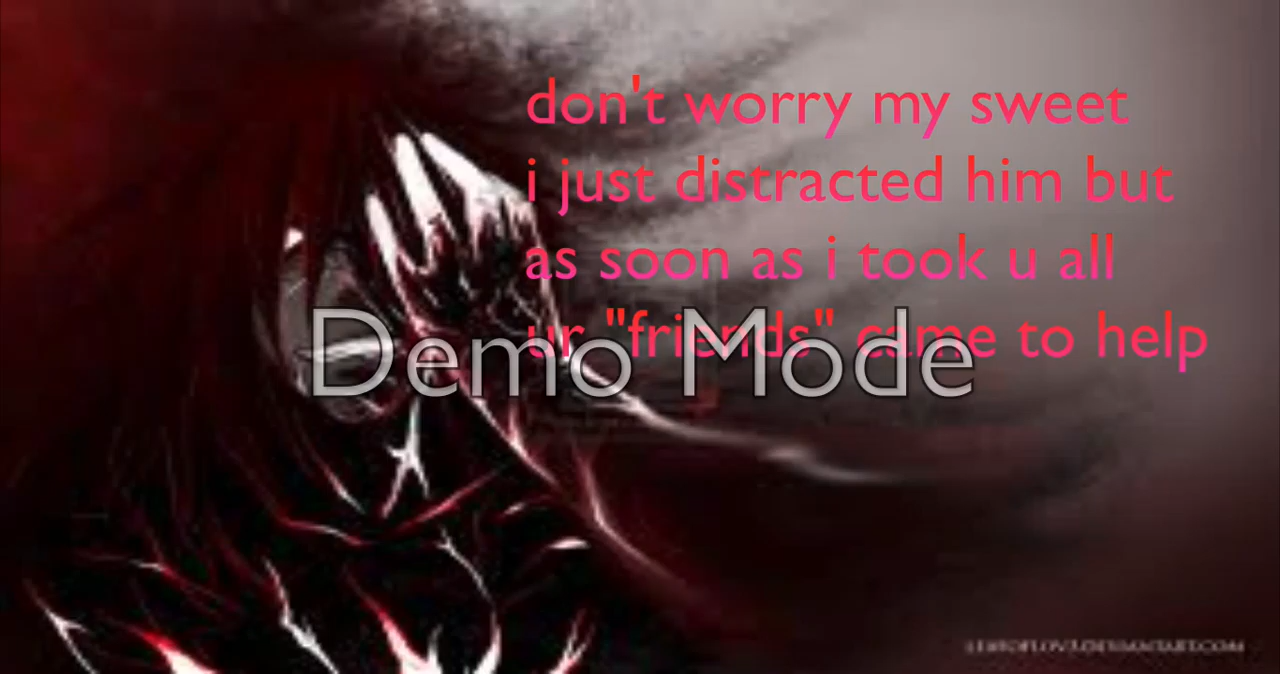 don't worry my sweet
i just distracted him but
as soon as i took u all
ur "friends" came to help
Demo Mode